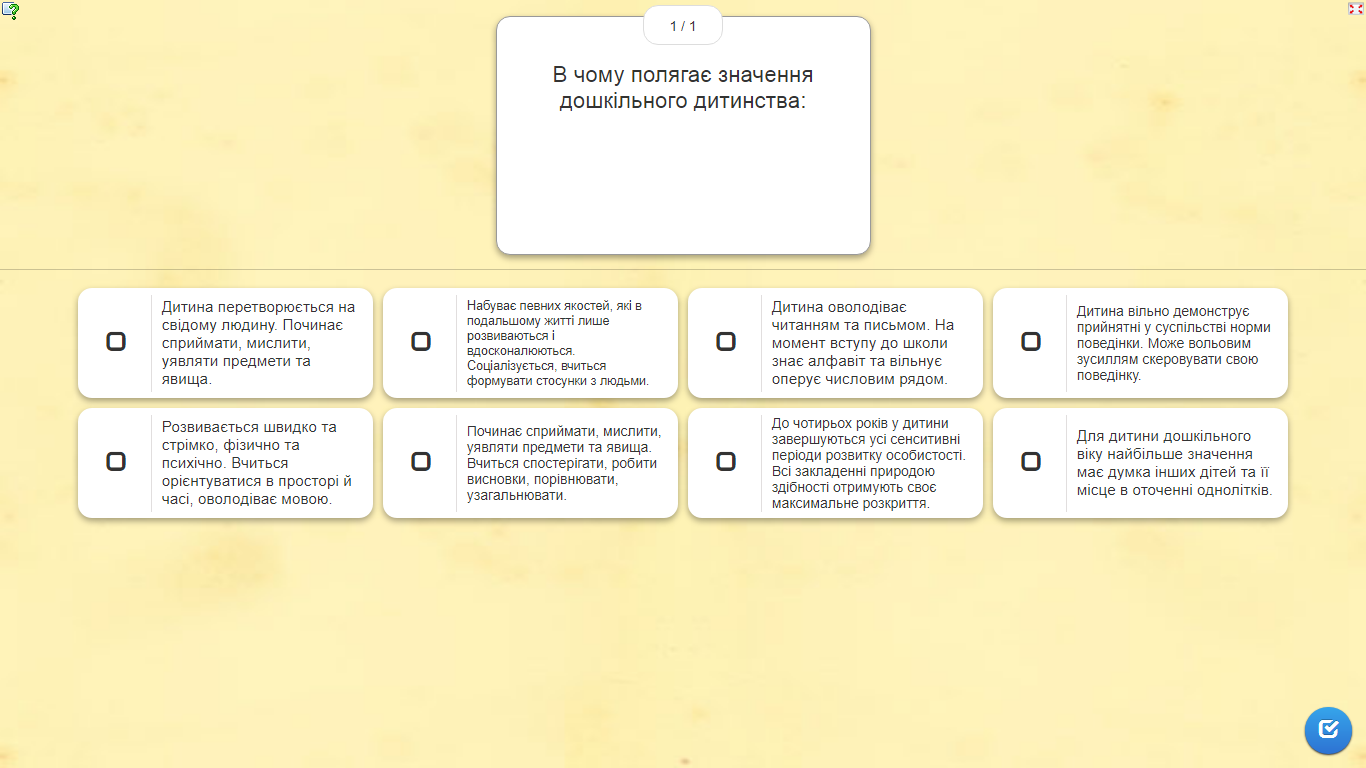 1 / 1
В чому полягає значення
дошкільного дитинства:
Дитина перетворюється на
свідому людину. Починає
сприймати, мислити,
уявляти предмети та
явища.
Набуває певних якостей, які в
подальшому житті лише
розвиваються і
вдосконалюються.
Соціалізується, вчиться
формувати стосунки з людьми.
Дитина оволодіває
читанням та письмом. На
момент вступу до школи
знає алфавіт та вільнує
оперує числовим рядом.
Дитина вільно демонструє
прийнятні у суспільстві норми
поведінки. Може вольовим
зусиллям скеровувати свою
поведінку.
Розвивається швидко та
стрімко, фізично та
психічно. Вчиться
орієнтуватися в просторі й
часі, оволодіває мовою.
Починає сприймати, мислити,
уявляти предмети та явища.
Вчиться спостерігати, робити
висновки, порівнювати,
узагальнювати.
До чотирьох років у дитини
завершуються усі сенситивні
періоди розвитку особистості.
Всі закладенні природою
здібності отримують своє
максимальне розкриття.
Для дитини дошкільного
віку найбільше значення
має думка інших дітей та її
місце в оточенні однолітків.